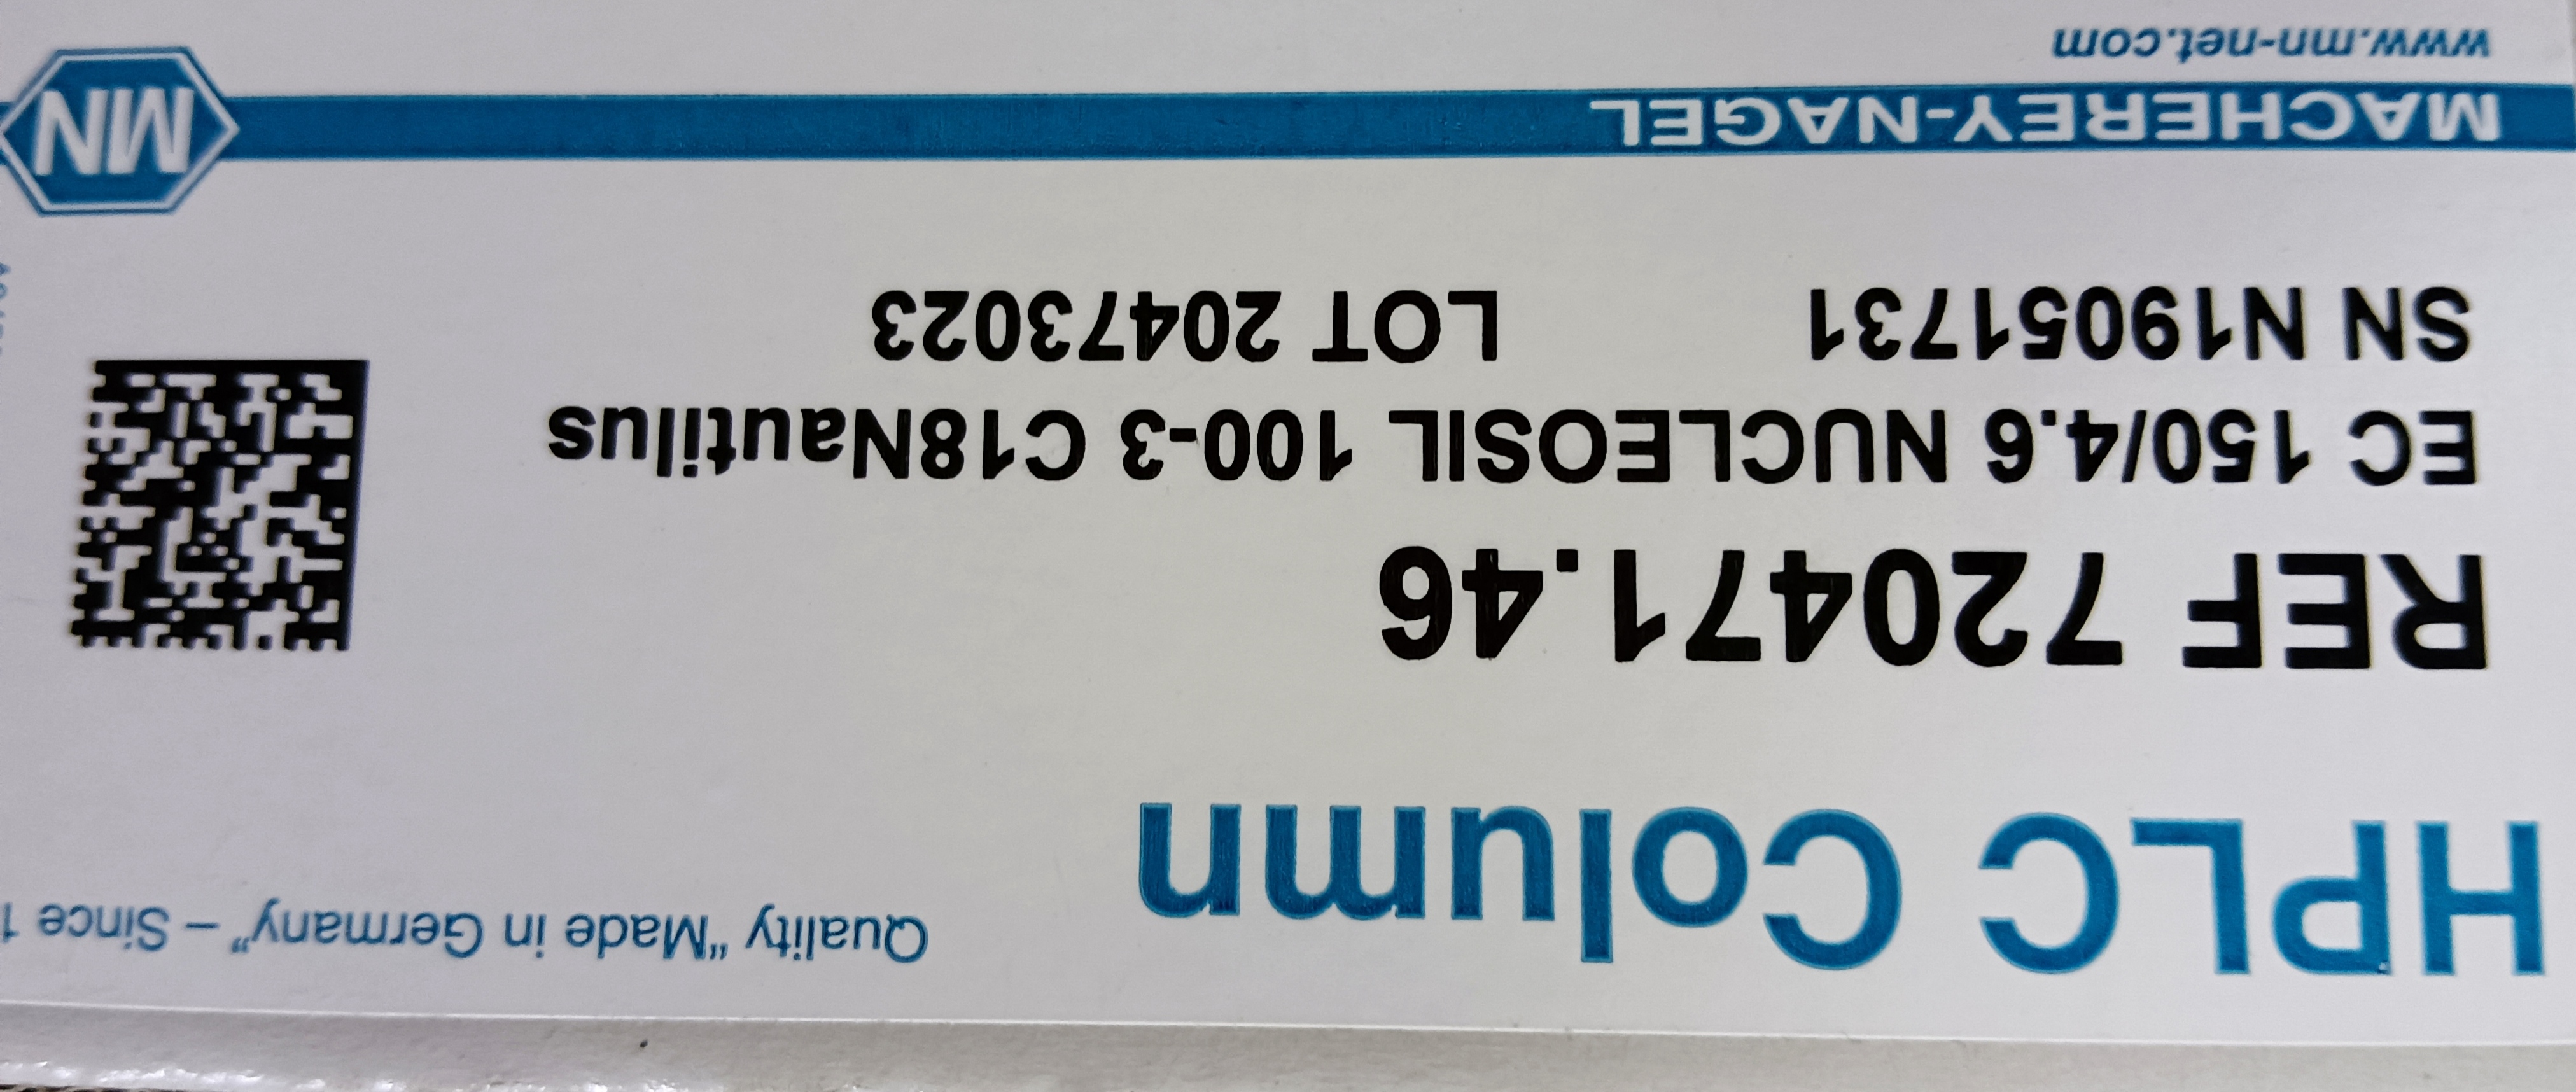 HPLC Column
Quality "Made in Germany" – Since 1
REF 720471.46
EC 150/4.6 NUCLEOSIL 100-3 C18Nautilus
SN N19051731 LOT 20473023
MACHEREY-NAGEL
MN
www.mn-net.com